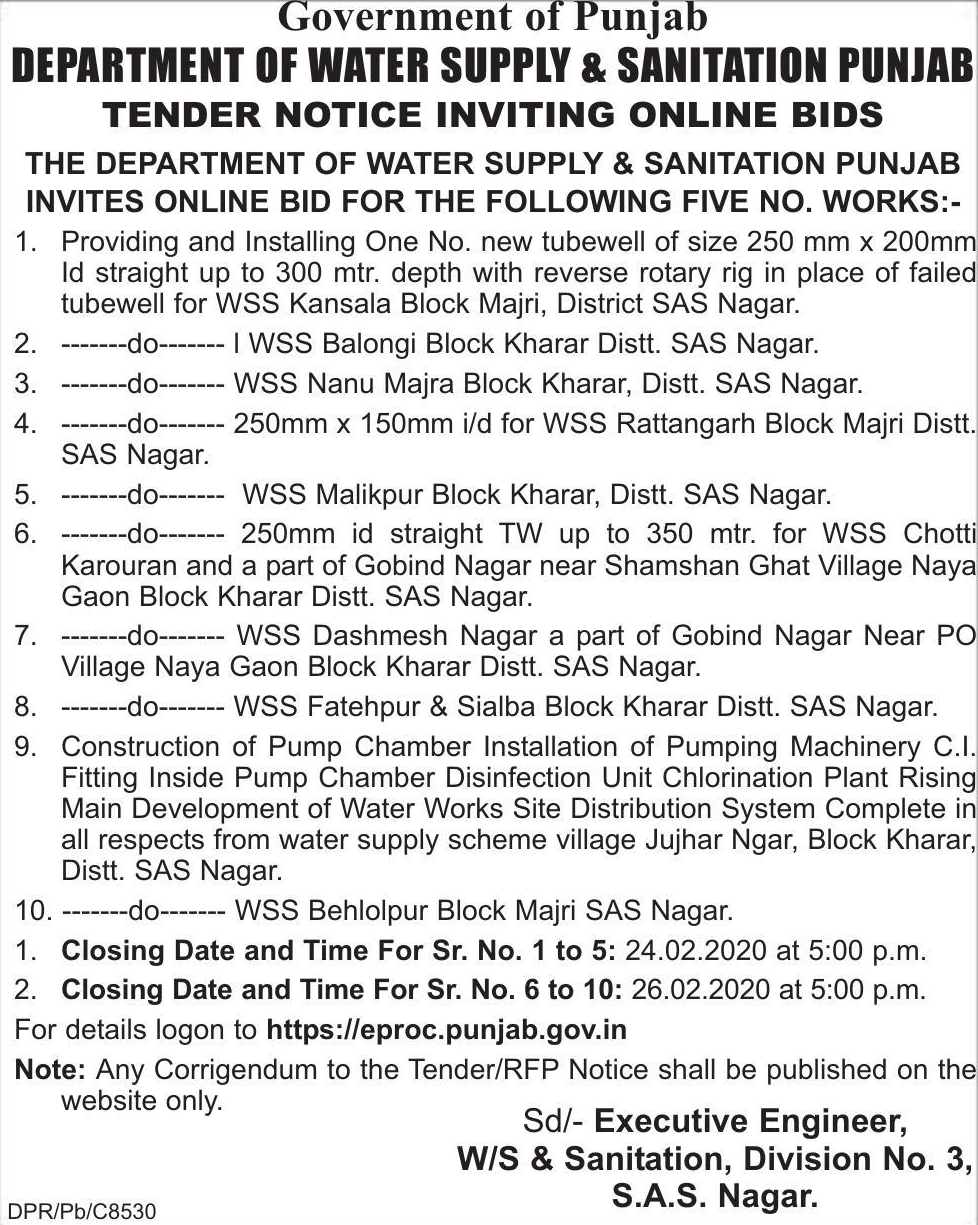 Government of Punjab
DEPARTMENT OF WATER SUPPLY & SANITATION PUNJAB
TENDER NOTICE INVITING ONLINE BIDS
THE DEPARTMENT OF WATER SUPPLY & SANITATION PUNJAB
INVITES ONLINE BID FOR THE FOLLOWING FIVE NO. WORKS:-
1. Providing and Installing One No. new tubewell of size 250 mm x 200mm
Id straight up to 300 mtr. depth with reverse rotary rig in place of failed
tubewell for WSS Kansala Block Majri, District SAS Nagar.
2. -------do------- I WSS Balongi Block Kharar Distt. SAS Nagar.
3. -------do------- WSS Nanu Majra Block Kharar, Distt. SAS Nagar.
4. -------do------- 250mm x 150mm i/d for WSS Rattangarh Block Majri Distt.
SAS Nagar.
5. -------do------- WSS Malikpur Block Kharar, Distt. SAS Nagar.
6. -------do------- 250mm id straight TW up to 350 mtr. for WSS Chotti
Karouran and a part of Gobind Nagar near Shamshan Ghat Village Naya
Gaon Block Kharar Distt. SAS Nagar.
7. -------do------- WSS Dashmesh Nagar a part of Gobind Nagar Near PO
Village Naya Gaon Block Kharar Distt. SAS Nagar.
8. -------do------- WSS Fatehpur & Sialba Block Kharar Distt. SAS Nagar.
9. Construction of Pump Chamber Installation of Pumping Machinery C.I.
Fitting Inside Pump Chamber Disinfection Unit Chlorination Plant Rising
Main Development of Water Works Site Distribution System Complete in
all respects from water supply scheme village Jujhar Ngar, Block Kharar,
Distt. SAS Nagar.
10. -------do------- WSS Behlolpur Block Majri SAS Nagar.
1. Closing Date and Time For Sr. No. 1 to 5: 24.02.2020 at 5:00 p.m.
2. Closing Date and Time For Sr. No. 6 to 10: 26.02.2020 at 5:00 p.m.
For details logon to https://eproc.punjab.gov.in
Note: Any Corrigendum to the Tender/RFP Notice shall be published on the
website only.
Sd/- Executive Engineer,
W/S & Sanitation, Division No. 3,
S.A.S. Nagar.
DPR/Pb/C8530